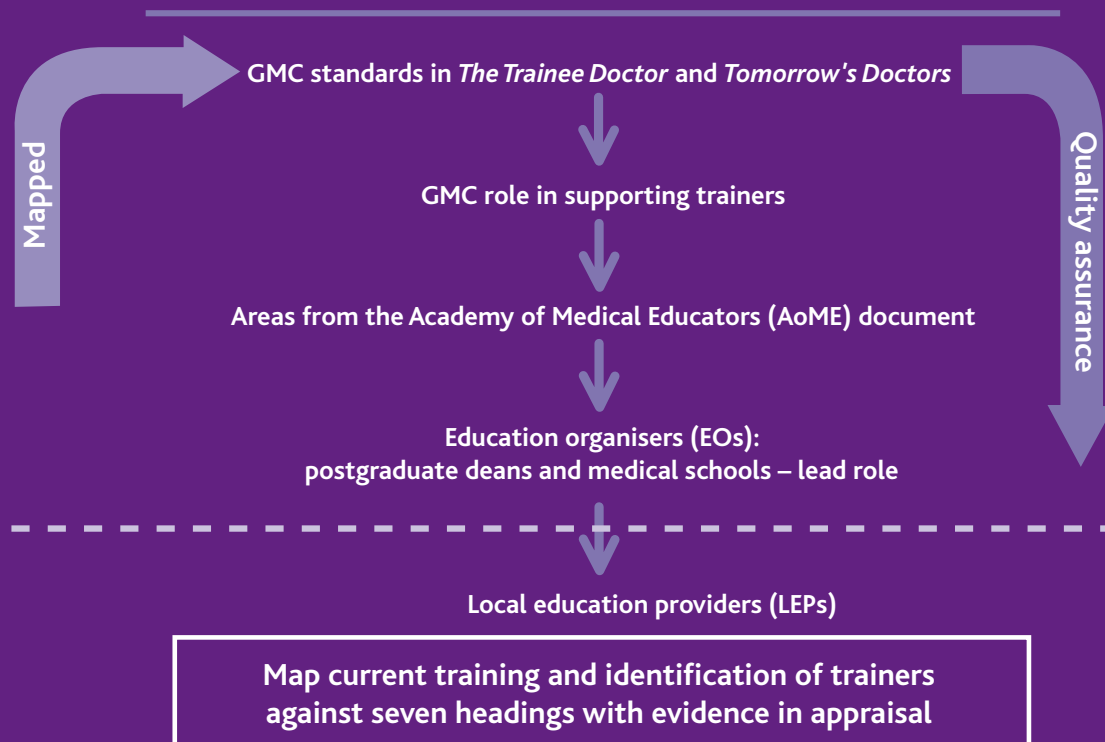 GMC standards in The Trainee Doctor and Tomorrow's Doctors
Mapped
Quality assurance
GMC role in supporting trainers
Areas from the Academy of Medical Educators (AoME) document
Education organisers (EOs):
postgraduate deans and medical schools – lead role
Local education providers (LEPs)
Map current training and identification of trainers
against seven headings with evidence in appraisal